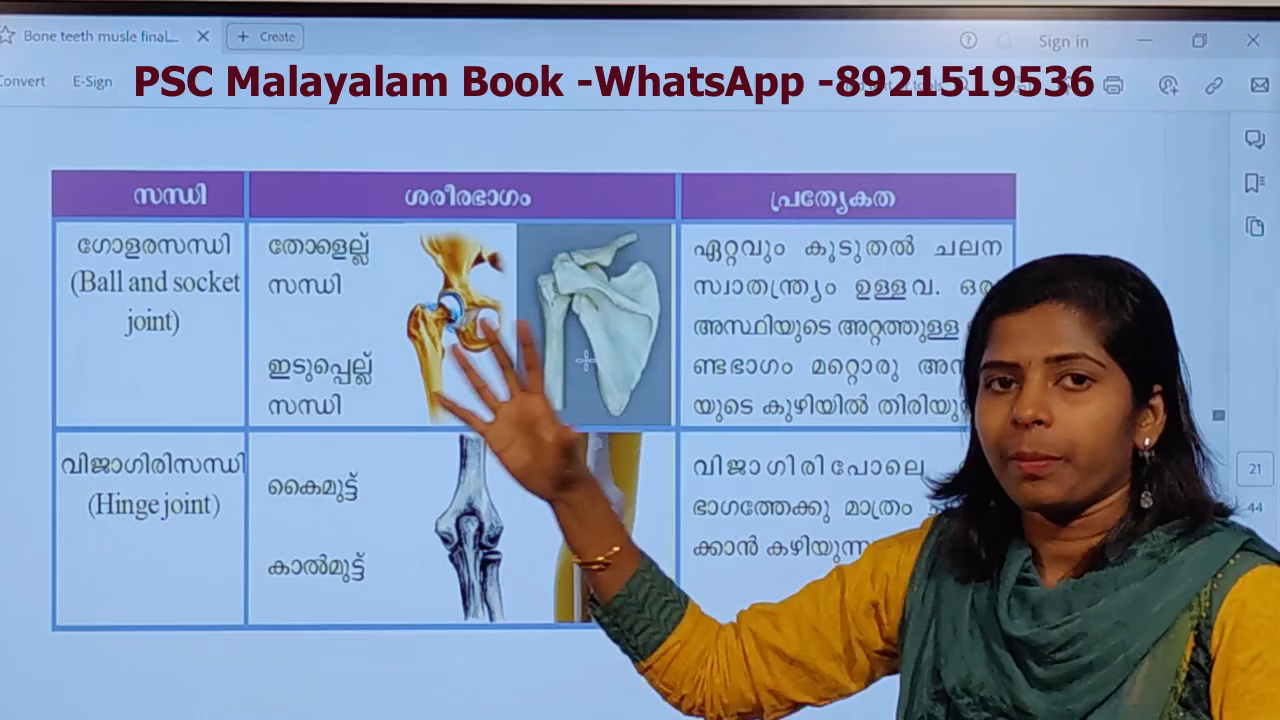 Bone teeth musle final...
Create
Sign in
Convert
E-Sign
PSC Malayalam Book -WhatsApp -8921519536
സന്ധി
ശരീരഭാഗം
പ്രത്യേകത
ഗോളരസന്ധി
(Ball and socket
joint)
തോളെല്ല്
സന്ധി
ഇടുപ്പെല്ല്
സന്ധി
ഏറ്റവും കൂടുതൽ ചലന
സ്വാതന്ത്ര്യം ഉള്ളവ.
അസ്ഥിയുടെ അറ്റത്തുള്ള
ണ്ടഭാഗം മറ്റൊരു
യുടെ കുഴിയിൽ
വിജാഗിരിസന്ധി
(Hinge joint)
കൈമുട്ട്
കാൽമുട്ട്
വിജാഗിരിപോലെ
ഭാഗത്തേക്കു മാത്രം
ക്കാൻ
21
44